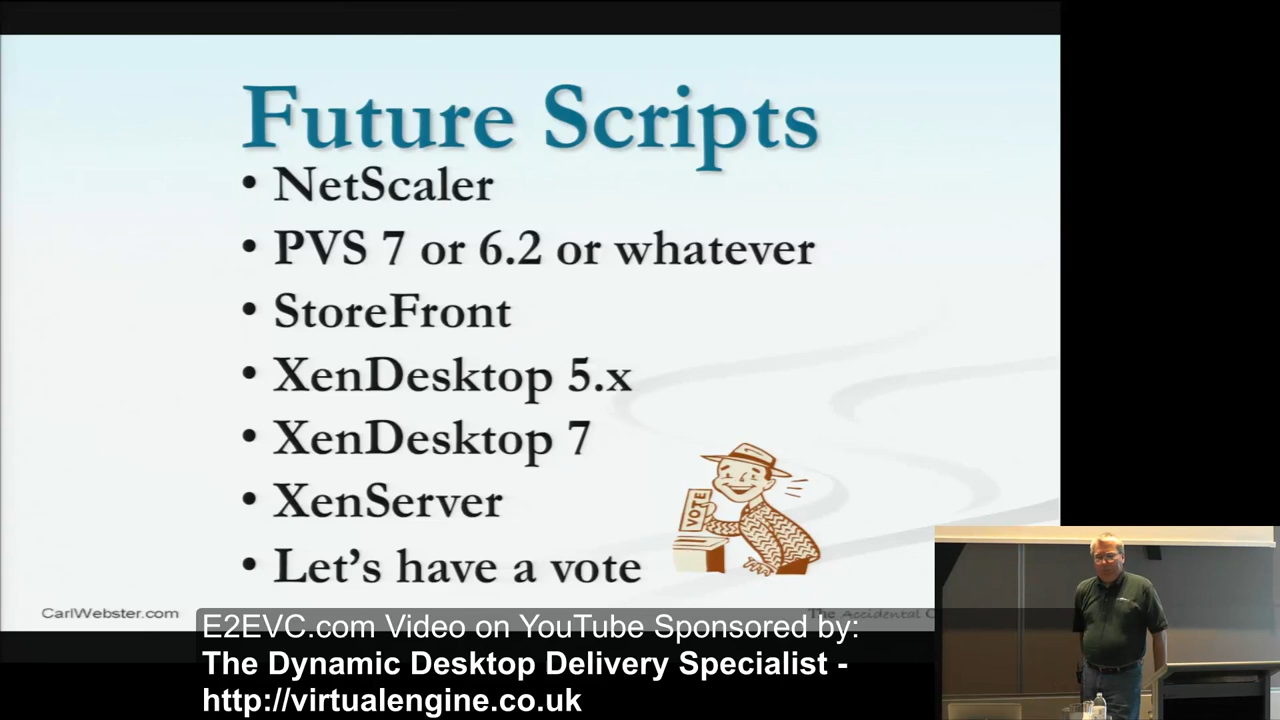 Future Scripts
• NetScaler
• PVS 7 or 6.2 or whatever
• StoreFront
• XenDesktop 5.x
• XenDesktop 7
• XenServer
VOTE
• Let's have a vote
CarlWebster.com
The Accidental C
E2EVC.com Video on YouTube Sponsored by:
The Dynamic Desktop Delivery Specialist -
http://virtualengine.co.uk